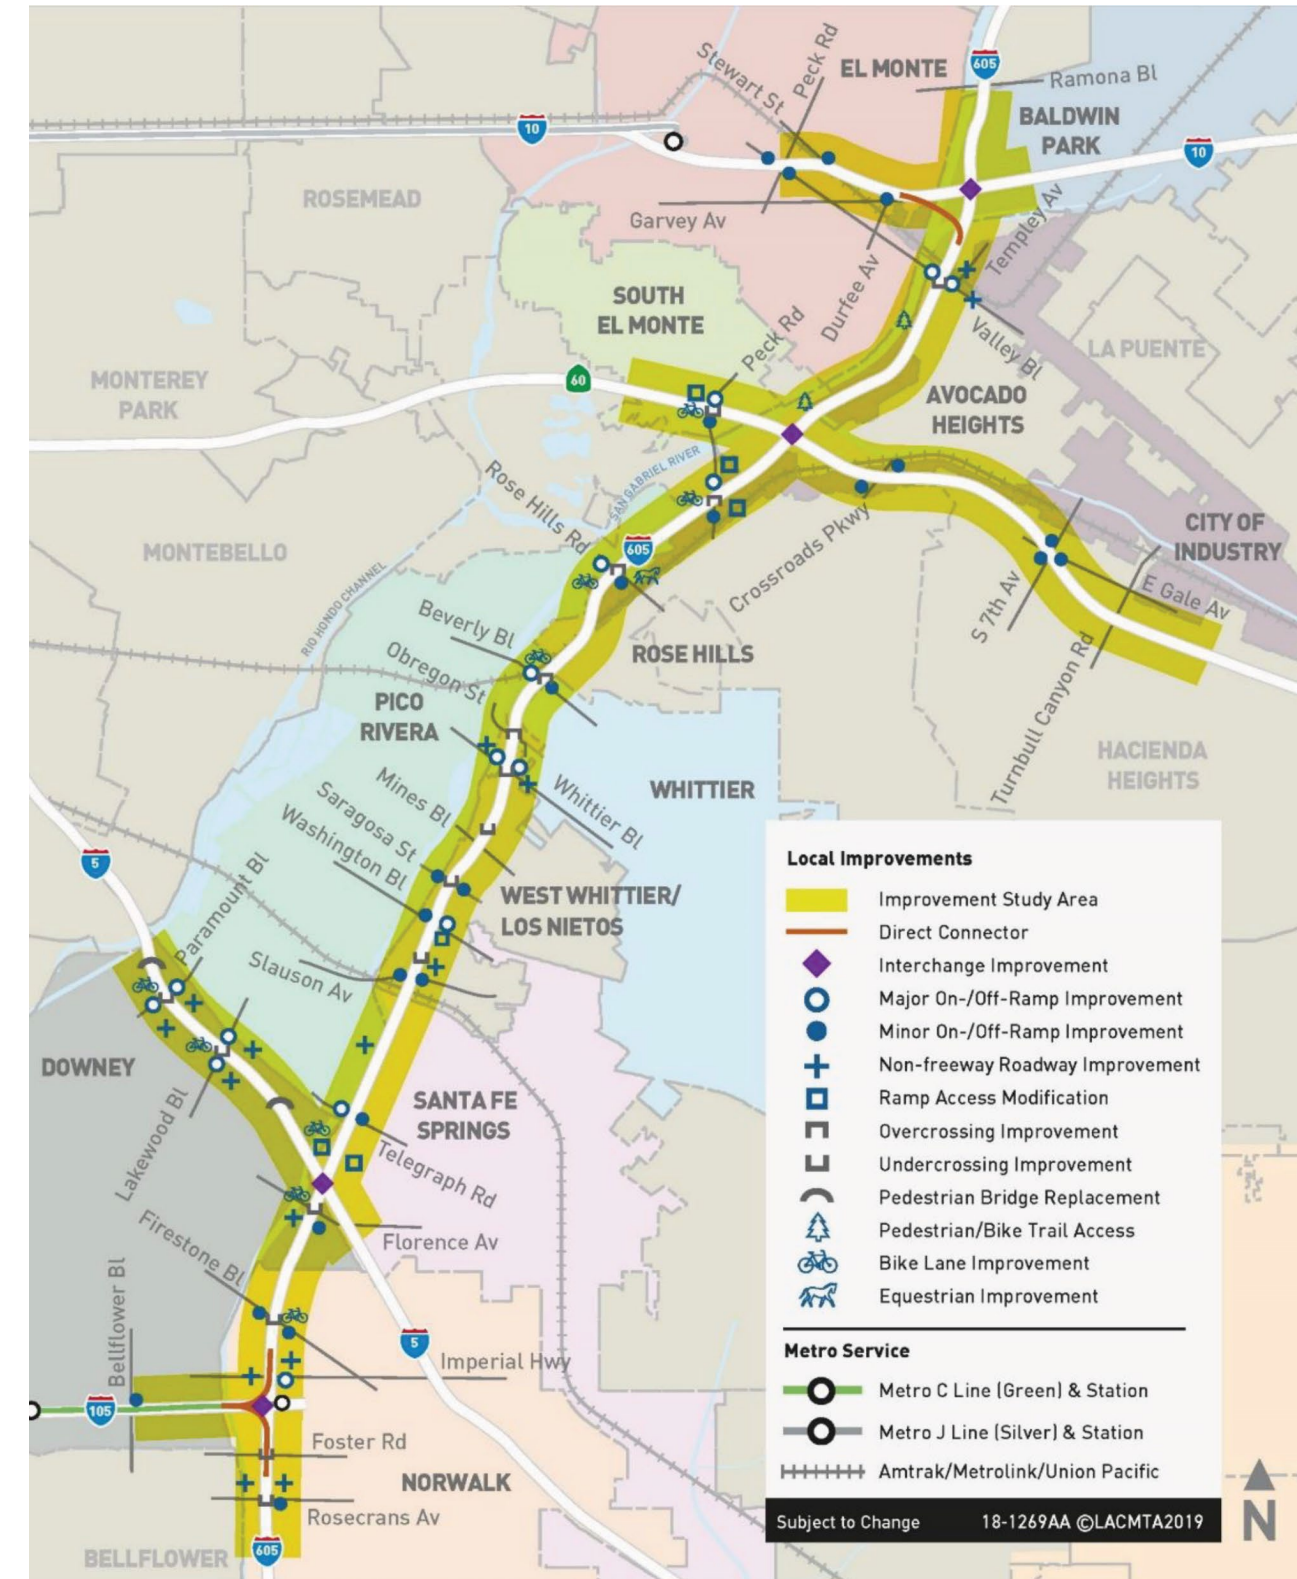 Peck Rd
EL MONTE
605
Ramona Bl
Stewart St
BALDWIN
PARK
10
10
ROSEMEAD
Garvey Av
Templey Av
SOUTH
EL MONTE
Durfee Av
Peck Rd
Valley Bl
LA PUENTE
60
MONTEREY
PARK
AVOCADO
HEIGHTS
SAN GABRIEL RIVER
Rose Hills Rd
605
CITY OF
INDUSTRY
MONTEBELLO
Crossroads Pkwy
S 7th Av
E Gale Av
RIO HONDO CHANNEL
Beverly Bl
ROSE HILLS
Obregon St
Turnbull Canyon Rd
PICO
RIVERA
HACIENDA
HEIGHTS
Mines Bl
Whittier Bl
WHITTIER
Saragosa St
Washington Bl
5
Paramount Bl
WEST WHITTIER/
LOS NIETOS
Slauson Av
DOWNEY
Lakewood Bl
SANTA FE
SPRINGS
Telegraph Rd
Firestone Bl
Florence Av
Bellflower Bl
5
Imperial Hwy
105
Foster Rd
NORWALK
Rosecrans Av
BELLFLOWER
605
Local Improvements
Improvement Study Area
Direct Connector
Interchange Improvement
Major On-/Off-Ramp Improvement
Minor On-/Off-Ramp Improvement
Non-freeway Roadway Improvement
Ramp Access Modification
Overcrossing Improvement
Undercrossing Improvement
Pedestrian Bridge Replacement
Pedestrian/Bike Trail Access
Bike Lane Improvement
Equestrian Improvement
Metro Service
Metro C Line (Green) & Station
Metro J Line (Silver) & Station
Amtrak/Metrolink/Union Pacific
Subject to Change 18-1269AA ©LACMTA2019
N